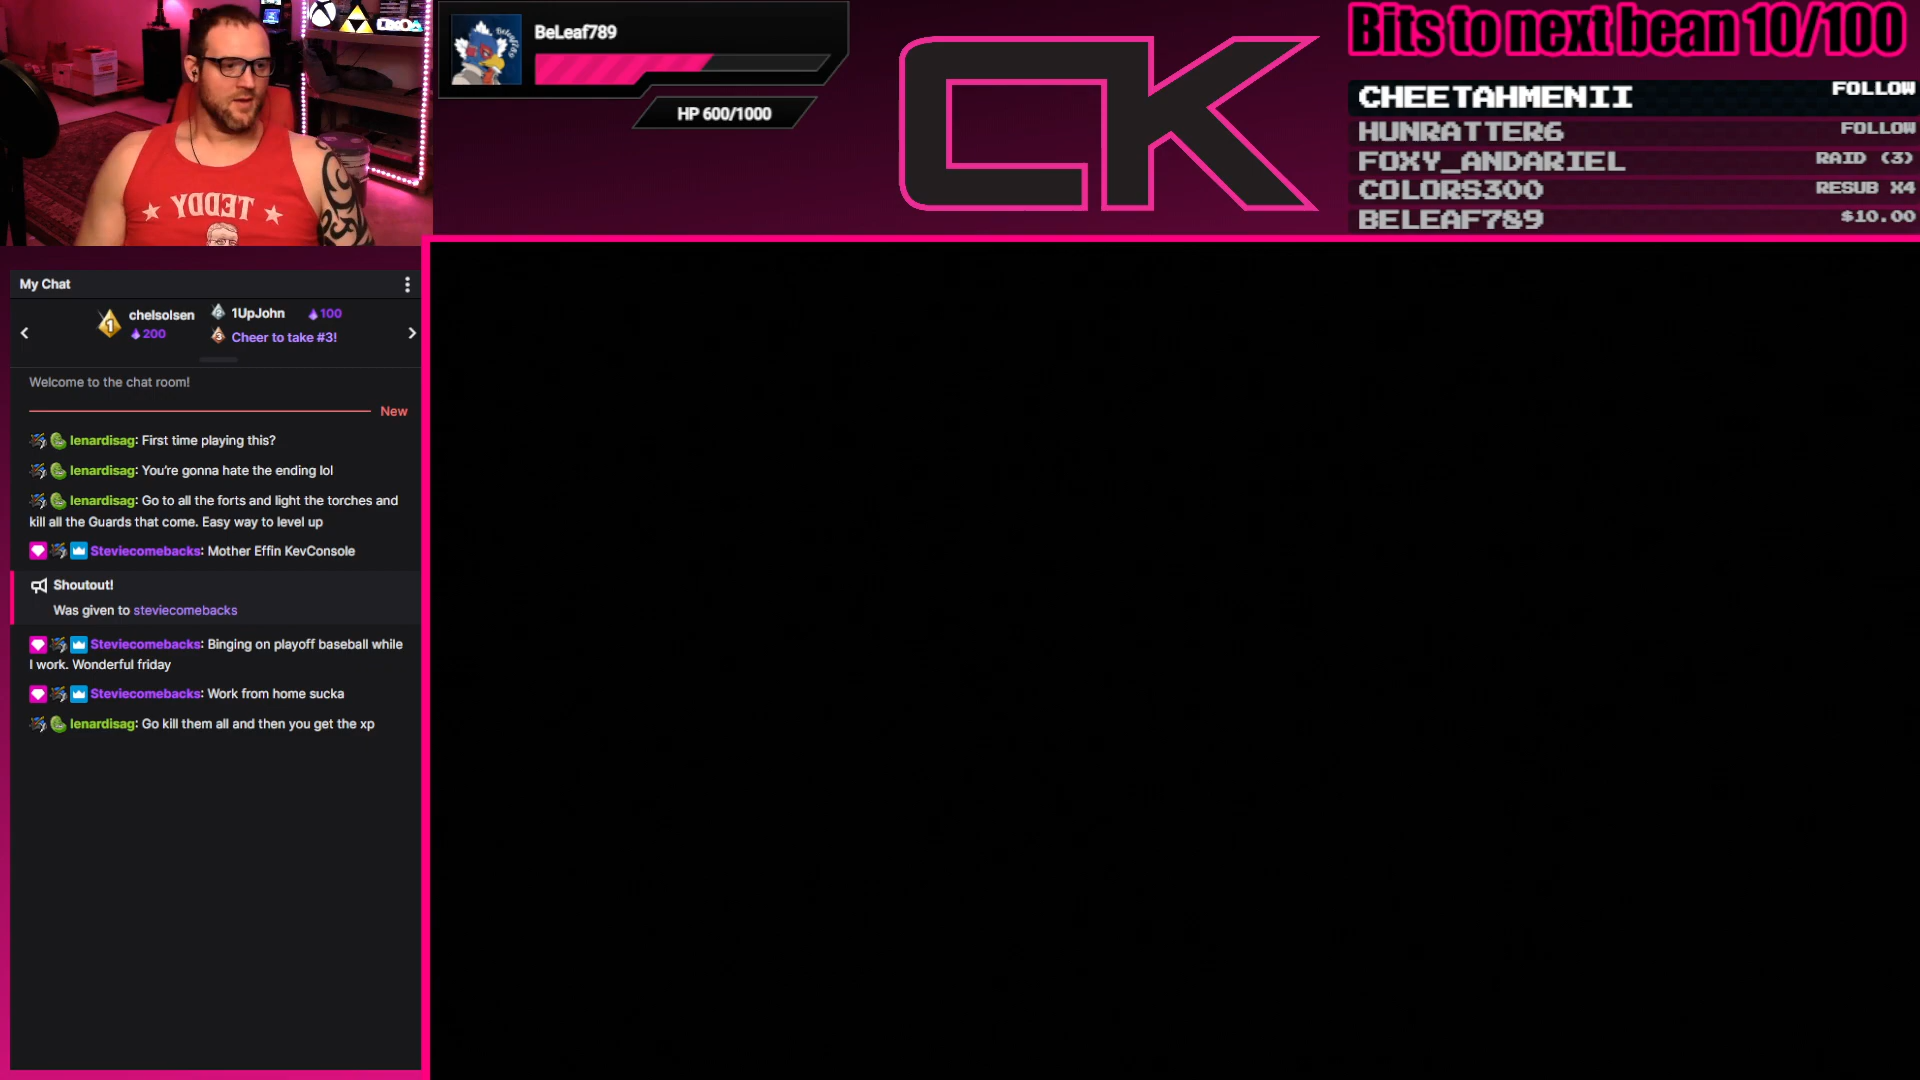 BeLeaf789
HP 600/1000
CK
Bits to next bean 10/100
CHEETAHMENII FOLLOW
HUNRATTER6 FOLLOW
FOXY_ANDARIEL RAID (3)
COLORS300 RESUB X4
BELEAF789 $10.00
TEDDY
My Chat
1 chelsolsen 200
2 1UpJohn 100
3 Cheer to take #3!
Welcome to the chat room!
New
lenardisag: First time playing this?
lenardisag: You're gonna hate the ending lol
lenardisag: Go to all the forts and light the torches and
kill all the Guards that come. Easy way to level up
Steviecomebacks: Mother Effin KevConsole
Shoutout!
Was given to steviecomebacks
Steviecomebacks: Binging on playoff baseball while
I work. Wonderful friday
Steviecomebacks: Work from home sucka
lenardisag: Go kill them all and then you get the xp